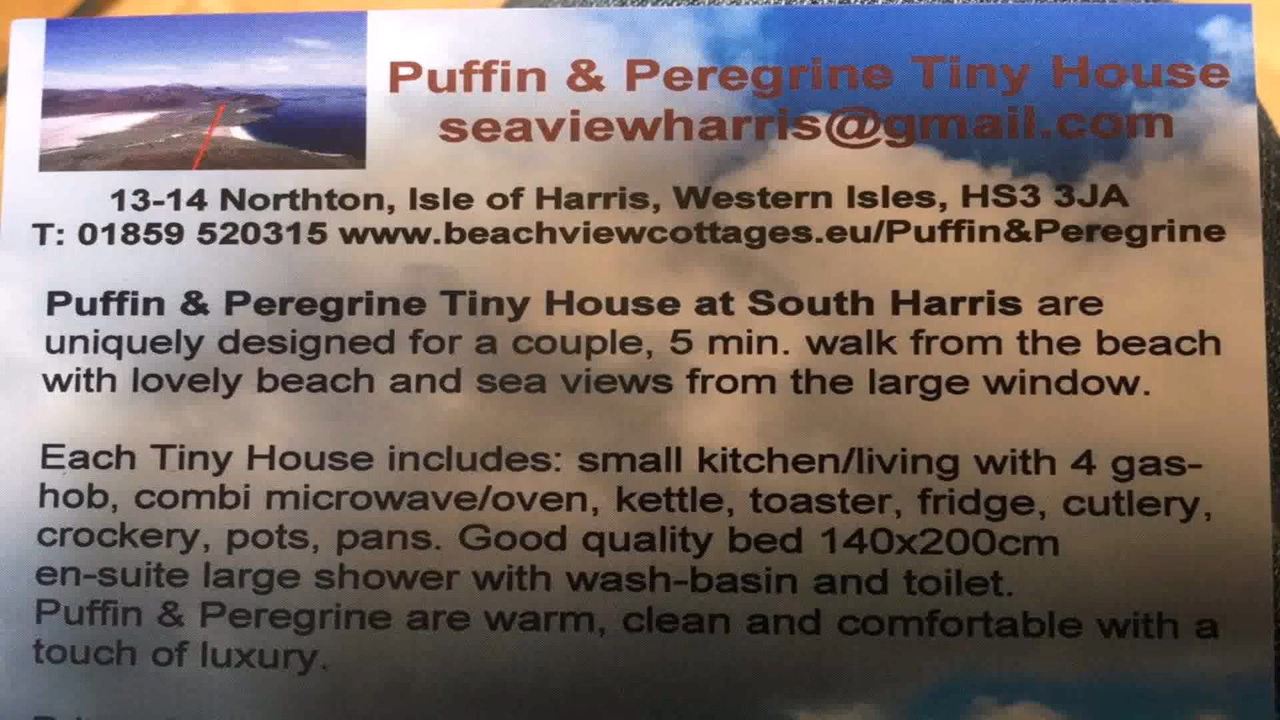 Puffin & Peregrine Tiny House
seaviewharris@gmail.com
13-14 Northton, Isle of Harris, Western Isles, HS3 3JA
T: 01859 520315 www.beachviewcottages.eu/Puffin&Peregrine
Puffin & Peregrine Tiny House at South Harris are
uniquely designed for a couple, 5 min. walk from the beach
with lovely beach and sea views from the large window.
Each Tiny House includes: small kitchen/living with 4 gas-
hob, combi microwave/oven, kettle, toaster, fridge, cutlery,
crockery, pots, pans. Good quality bed 140x200cm
en-suite large shower with wash-basin and toilet.
Puffin & Peregrine are warm, clean and comfortable with a
touch of luxury.